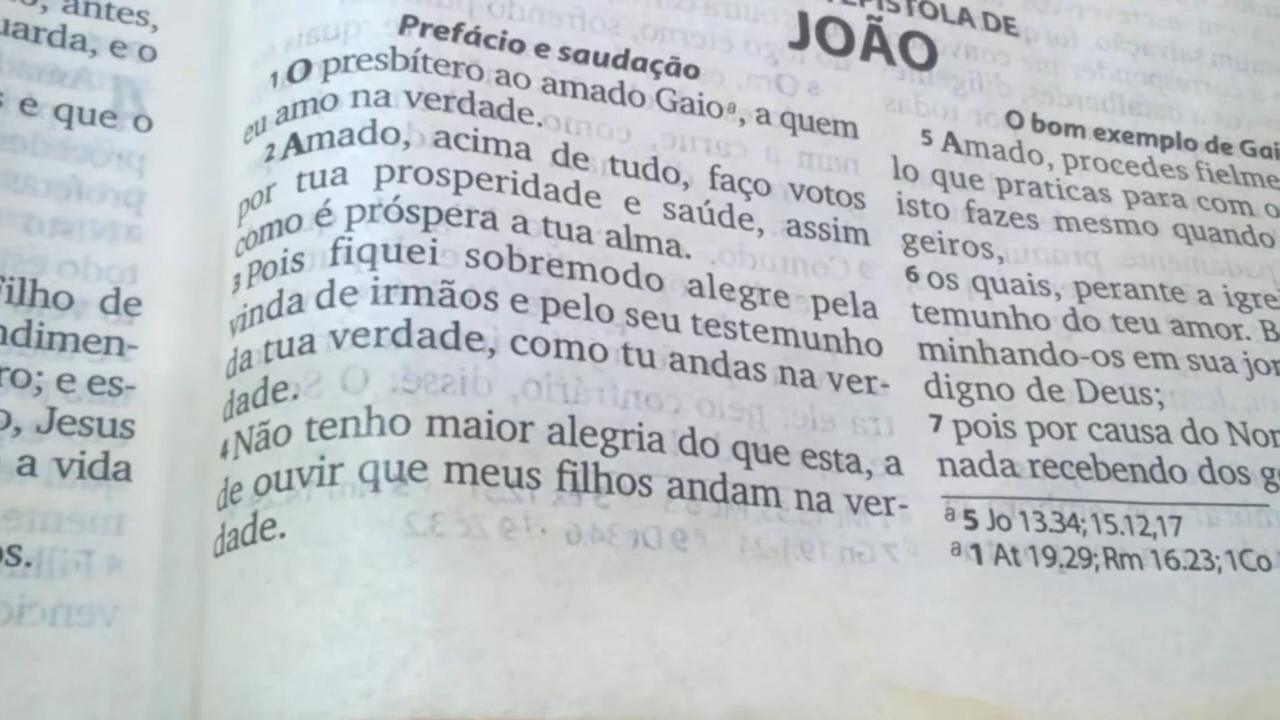 antes,
uarda, e o
e que o
ilho de
ndimen-
ro; e es-
o, Jesus
a vida
os.
EPÍSTOLA DE
JOÃO
Prefácio e saudação
1 O presbítero ao amado Gaio a, a quem
eu amo na verdade.
2 Amado, acima de tudo, faço votos
por tua prosperidade e saúde, assim
como é próspera a tua alma.
3 Pois fiquei sobremodo alegre pela
vinda de irmãos e pelo seu testemunho
da tua verdade, como tu andas na ver-
dade.
4 Não tenho maior alegria do que esta, a
de ouvir que meus filhos andam na ver-
dade.
O bom exemplo de Gai
5 Amado, procedes fielme
lo que praticas para com o
isto fazes mesmo quando
geiros,
6 os quais, perante a igre
temunho do teu amor. B
minhando-os em sua jor
digno de Deus;
7 pois por causa do Nom
nada recebendo dos g
a 5 Jo 13.34; 15.12,17
a 1 At 19.29; Rm 16.23; 1Co